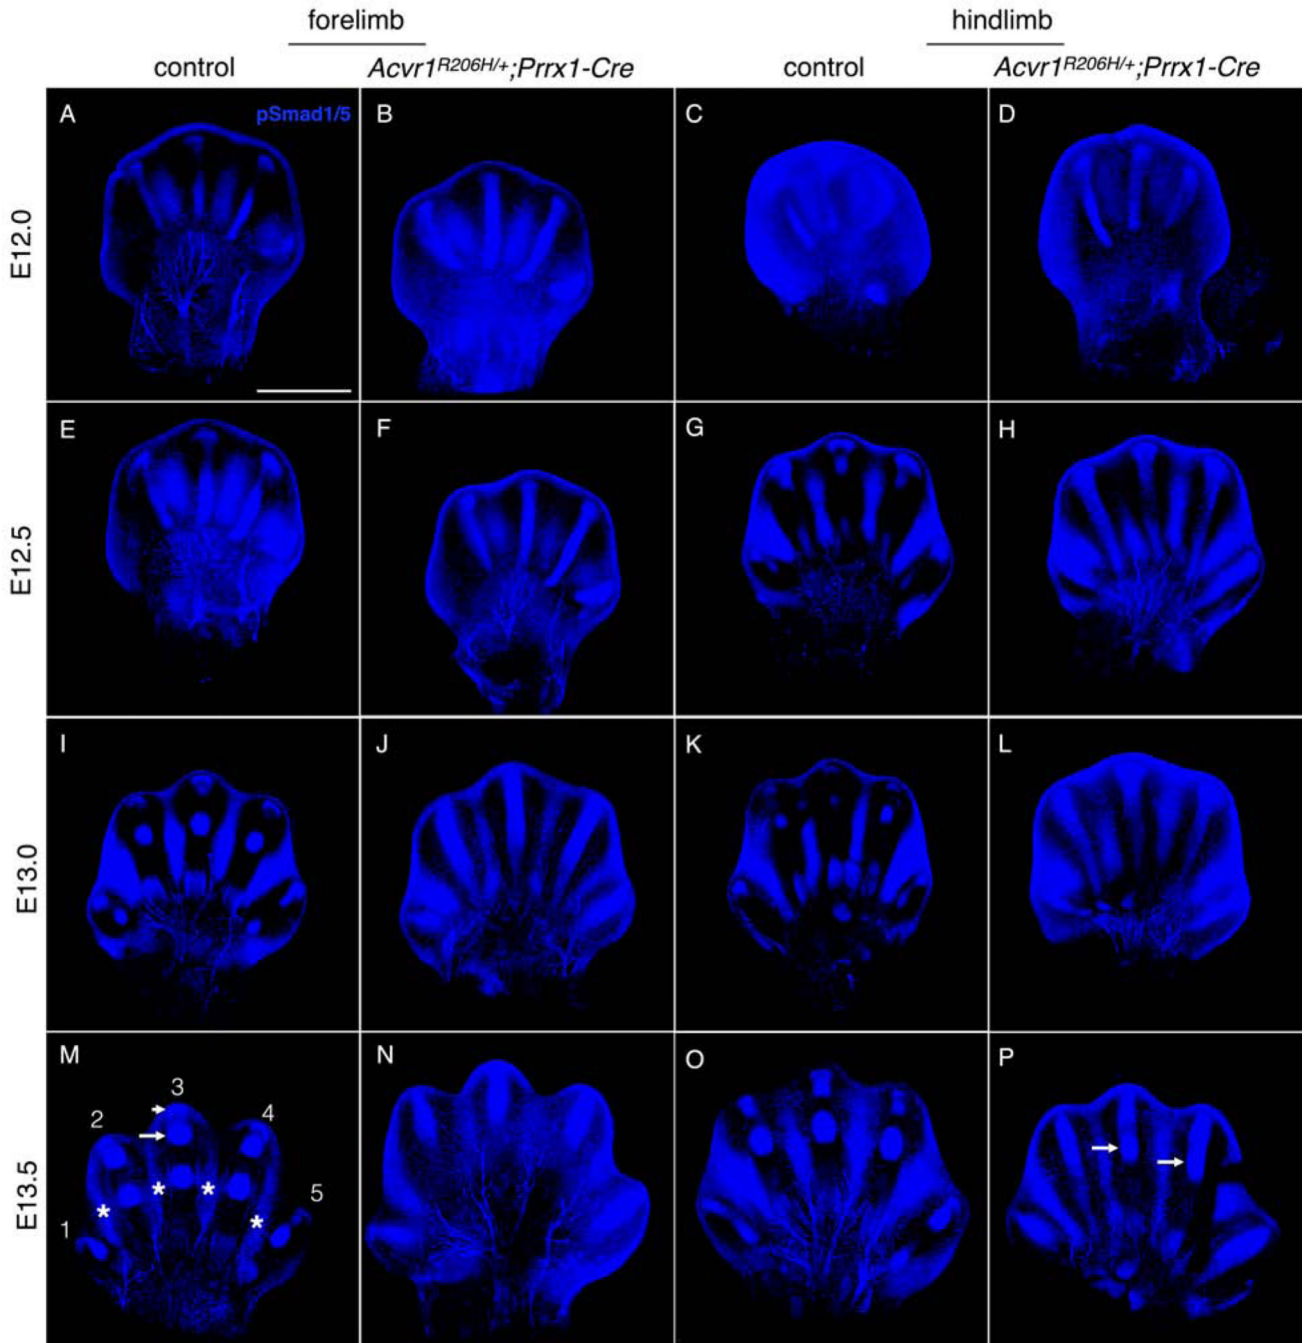 forelimb hindlimb
control Acvr1R206H/+;Prrx1-Cre control Acvr1R206H/+;Prrx1-Cre
A pSmad1/5 B C D
E12.0
E F G H
E12.5
I J K L
E13.0
M N O P
3
2 4
5
* *
* *
1
E13.5